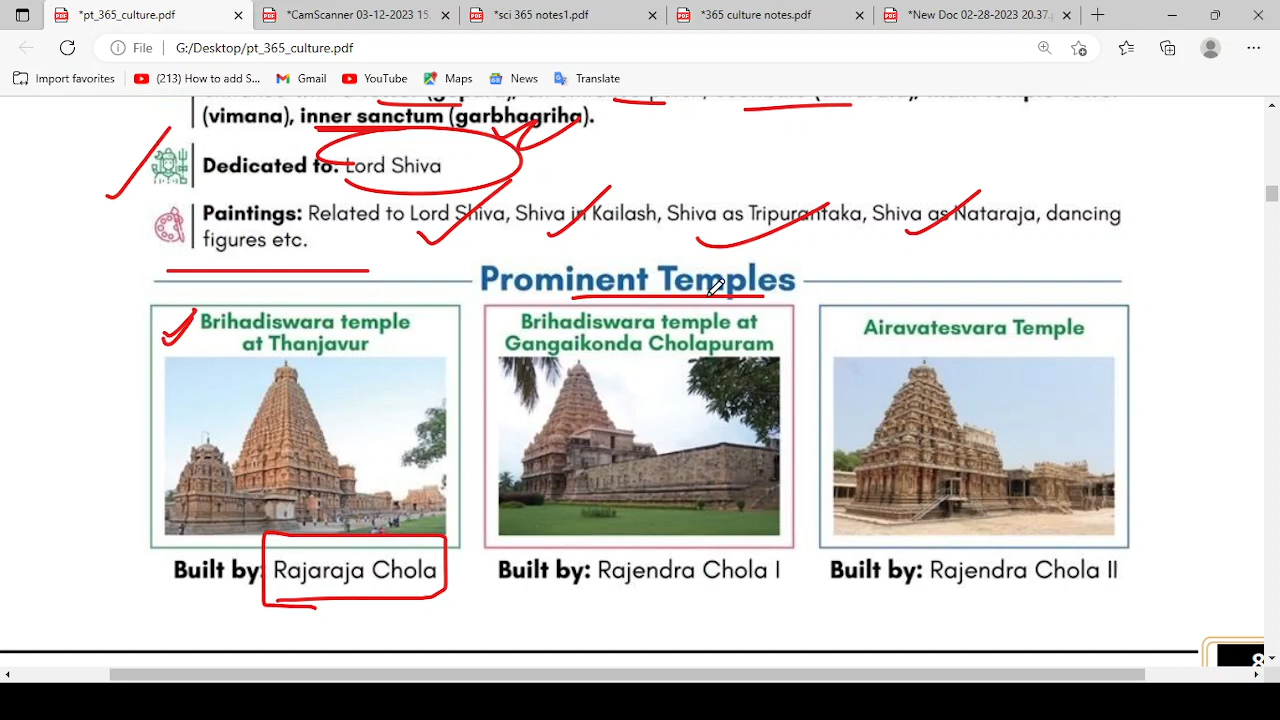 *pt_365_culture.pdf
*CamScanner 03-12-2023 15.
*sci 365 notes1.pdf
*365 culture notes.pdf
*New Doc 02-28-2023 20.37.p
File
G:/Desktop/pt_365_culture.pdf
Import favorites
(213) How to add S...
Gmail
YouTube
Maps
News
Translate
(vimana), inner sanctum (garbhagriha).
Dedicated to: Lord Shiva
Paintings: Related to Lord Shiva, Shiva in Kailash, Shiva as Tripurantaka, Shiva as Nataraja, dancing
figures etc.
Prominent Temples
Brihadiswara temple
at Thanjavur
Brihadiswara temple at
Gangaikonda Cholapuram
Airavatesvara Temple
Built by: Rajaraja Chola
Built by: Rajendra Chola I
Built by: Rajendra Chola II